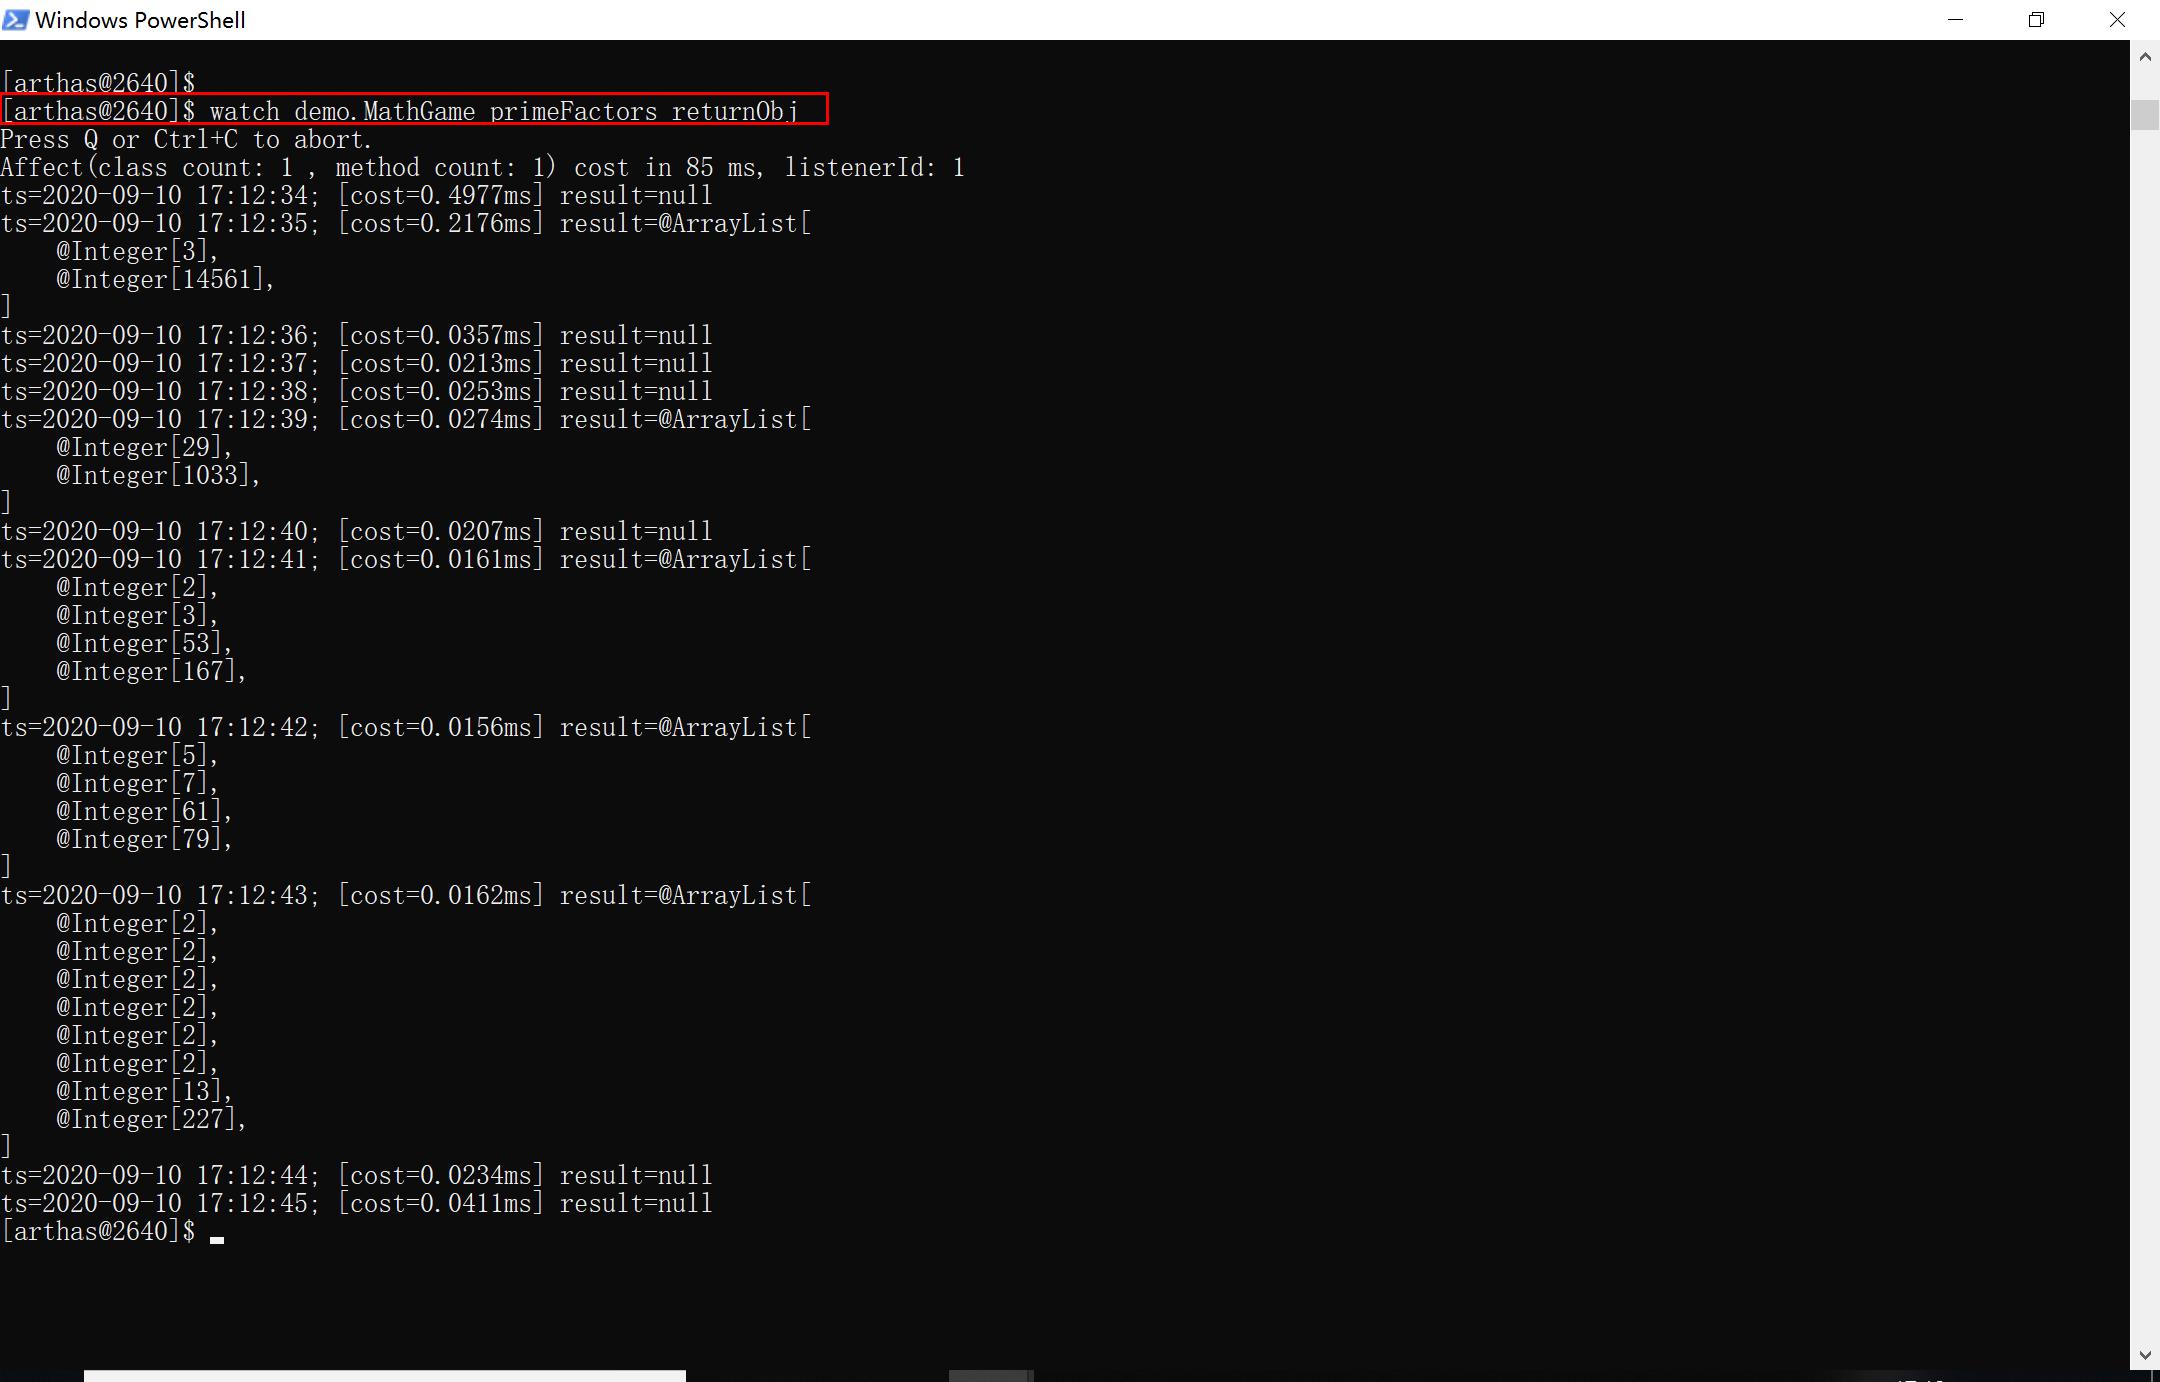 Windows PowerShell
[arthas@2640]$
[arthas@2640]$ watch demo.MathGame primeFactors returnObj
Press Q or Ctrl+C to abort.
Affect(class count: 1 , method count: 1) cost in 85 ms, listenerId: 1
ts=2020-09-10 17:12:34; [cost=0.4977ms] result=null
ts=2020-09-10 17:12:35; [cost=0.2176ms] result=@ArrayList[
    @Integer[3],
    @Integer[14561],
]
ts=2020-09-10 17:12:36; [cost=0.0357ms] result=null
ts=2020-09-10 17:12:37; [cost=0.0213ms] result=null
ts=2020-09-10 17:12:38; [cost=0.0253ms] result=null
ts=2020-09-10 17:12:39; [cost=0.0274ms] result=@ArrayList[
    @Integer[29],
    @Integer[1033],
]
ts=2020-09-10 17:12:40; [cost=0.0207ms] result=null
ts=2020-09-10 17:12:41; [cost=0.0161ms] result=@ArrayList[
    @Integer[2],
    @Integer[3],
    @Integer[53],
    @Integer[167],
]
ts=2020-09-10 17:12:42; [cost=0.0156ms] result=@ArrayList[
    @Integer[5],
    @Integer[7],
    @Integer[61],
    @Integer[79],
]
ts=2020-09-10 17:12:43; [cost=0.0162ms] result=@ArrayList[
    @Integer[2],
    @Integer[2],
    @Integer[2],
    @Integer[2],
    @Integer[2],
    @Integer[2],
    @Integer[13],
    @Integer[227],
]
ts=2020-09-10 17:12:44; [cost=0.0234ms] result=null
ts=2020-09-10 17:12:45; [cost=0.0411ms] result=null
[arthas@2640]$